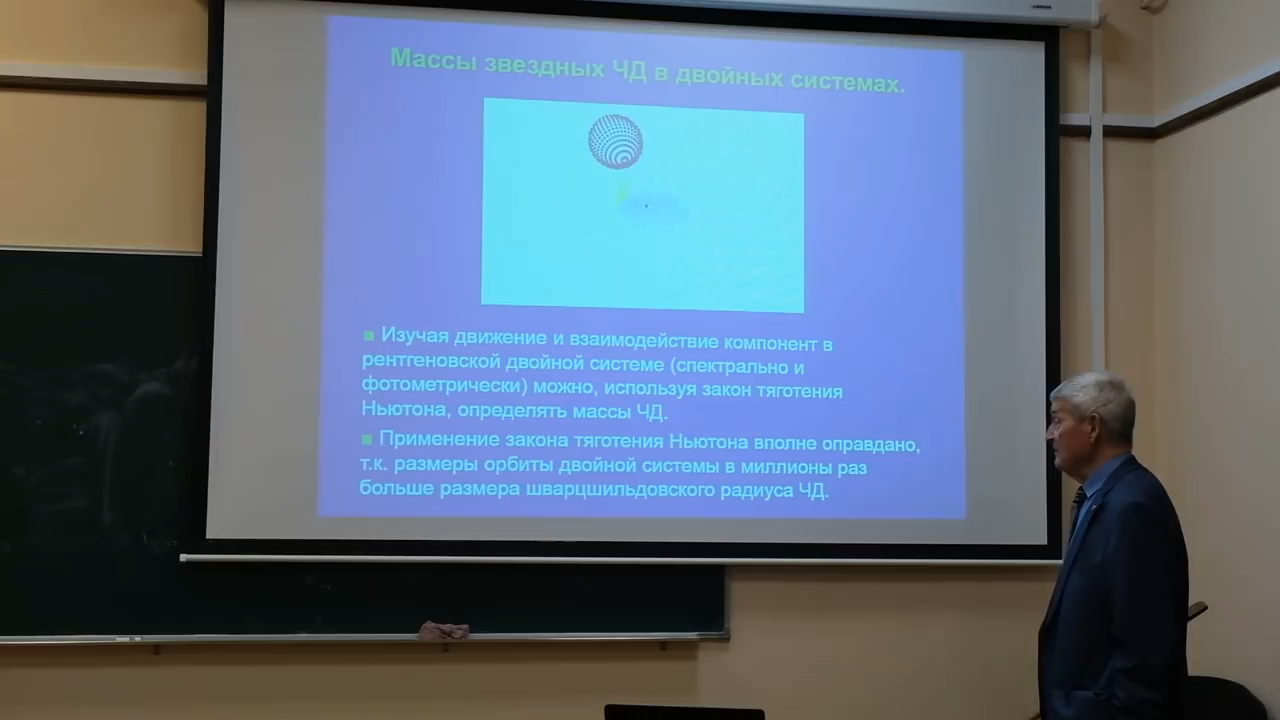 Массы звездных ЧД в двойных системах.
■ Изучая движение и взаимодействие компонент в
рентгеновской двойной системе (спектрально и
фотометрически) можно, используя закон тяготения
Ньютона, определять массы ЧД.
■ Применение закона тяготения Ньютона вполне оправдано,
т.к. размеры орбиты двойной системы в миллионы раз
больше размера шварцшильдовского радиуса ЧД.